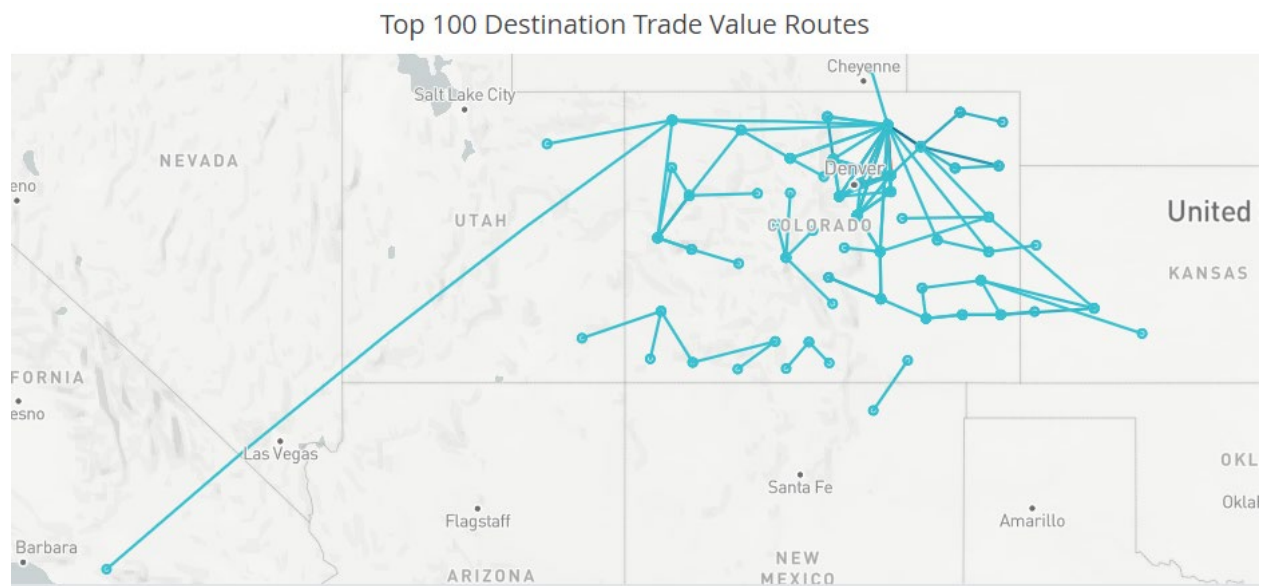 Top 100 Destination Trade Value Routes
Cheyenne
Salt Lake City
NEVADA
eno
Denver
UTAH
COLORADO
United
KANSAS
FORNIA
esno
Las Vegas
OKL
Santa Fe
Oklal
Flagstaff
Amarillo
Barbara
NEW
MEXICO
ARIZONA